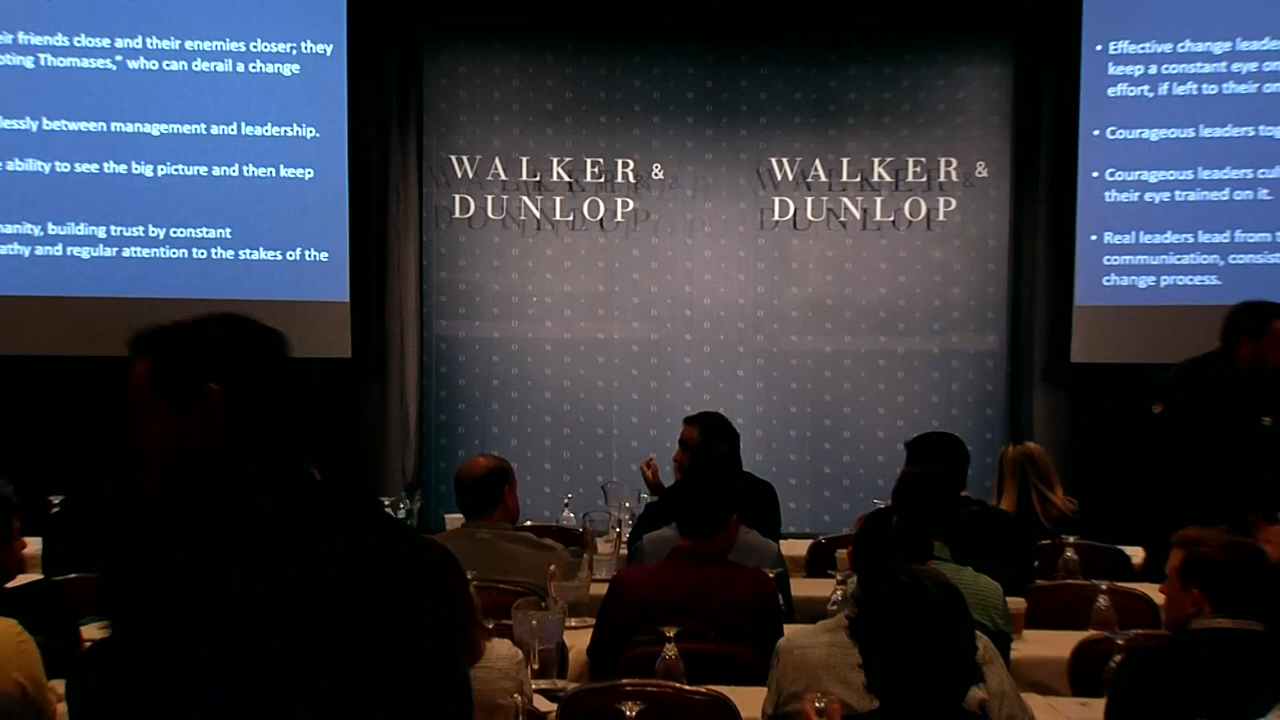 eir friends close and their enemies closer; they
oting Thomases," who can derail a change
lessly between management and leadership.
e ability to see the big picture and then keep
nanity, building trust by constant
athy and regular attention to the stakes of the
WALKER &
DUNLOP
WALKER &
DUNLOP
• Effective change leade
keep a constant eye on
effort, if left to their o
• Courageous leaders tog
• Courageous leaders cul
their eye trained on it.
• Real leaders lead from t
communication, consist
change process.